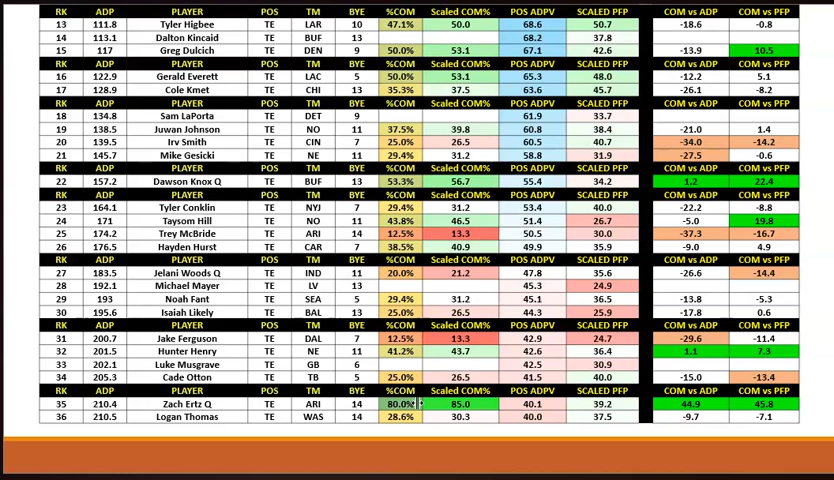 RK ADP PLAYER POS TM BYE %COM Scaled COM% POS ADPV SCALED PFP COM vs ADP COM vs PFP
13 111.8 Tyler Higbee TE LAR 10 47.1% 50.0 68.6 50.7 -18.6 -0.8
14 113.1 Dalton Kincaid TE BUF 13 68.2 37.8
15 117 Greg Dulcich TE DEN 9 50.0% 53.1 67.1 42.6 -13.9 10.5
RK ADP PLAYER POS TM BYE %COM Scaled COM% POS ADPV SCALED PFP COM vs ADP COM vs PFP
16 122.9 Gerald Everett TE LAC 5 50.0% 53.1 65.3 48.0 -12.2 5.1
17 128.9 Cole Kmet TE CHI 13 35.3% 37.5 63.6 45.7 -26.1 -8.2
RK ADP PLAYER POS TM BYE %COM Scaled COM% POS ADPV SCALED PFP COM vs ADP COM vs PFP
18 134.8 Sam LaPorta TE DET 9 61.9 33.7
19 138.5 Juwan Johnson TE NO 11 37.5% 39.8 60.8 38.4 -21.0 1.4
20 139.5 Irv Smith TE CIN 7 25.0% 26.5 60.5 40.7 -34.0 -14.2
21 145.7 Mike Gesicki TE NE 11 29.4% 31.2 58.8 31.9 -27.5 -0.6
RK ADP PLAYER POS TM BYE %COM Scaled COM% POS ADPV SCALED PFP COM vs ADP COM vs PFP
22 157.2 Dawson Knox Q TE BUF 13 53.3% 56.7 55.4 34.2 1.2 22.4
RK ADP PLAYER POS TM BYE %COM Scaled COM% POS ADPV SCALED PFP COM vs ADP COM vs PFP
23 164.1 Tyler Conklin TE NYJ 7 29.4% 31.2 53.4 40.0 -22.2 -8.8
24 171 Taysom Hill TE NO 11 43.8% 46.5 51.4 26.7 -5.0 19.8
25 174.2 Trey McBride TE ARI 14 12.5% 13.3 50.5 30.0 -37.3 -16.7
26 176.5 Hayden Hurst TE CAR 7 38.5% 40.9 49.9 35.9 -9.0 4.9
RK ADP PLAYER POS TM BYE %COM Scaled COM% POS ADPV SCALED PFP COM vs ADP COM vs PFP
27 183.5 Jelani Woods Q TE IND 11 20.0% 21.2 47.8 35.6 -26.6 -14.4
28 192.1 Michael Mayer TE LV 13 45.3 24.9
29 193 Noah Fant TE SEA 5 29.4% 31.2 45.1 36.5 -13.8 -5.3
30 195.6 Isaiah Likely TE BAL 13 25.0% 26.5 44.3 25.9 -17.8 0.6
RK ADP PLAYER POS TM BYE %COM Scaled COM% POS ADPV SCALED PFP COM vs ADP COM vs PFP
31 200.7 Jake Ferguson TE DAL 7 12.5% 13.3 42.9 24.7 -29.6 -11.4
32 201.5 Hunter Henry TE NE 11 41.2% 43.7 42.6 36.4 1.1 7.3
33 202.1 Luke Musgrave TE GB 6 42.5 30.9
34 205.3 Cade Otton TE TB 5 25.0% 26.5 41.5 40.0 -15.0 -13.4
RK ADP PLAYER POS TM BYE %COM Scaled COM% POS ADPV SCALED PFP COM vs ADP COM vs PFP
35 210.4 Zach Ertz Q TE ARI 14 80.0% 85.0 40.1 39.2 44.9 45.8
36 210.5 Logan Thomas TE WAS 14 28.6% 30.3 40.0 37.5 -9.7 -7.1